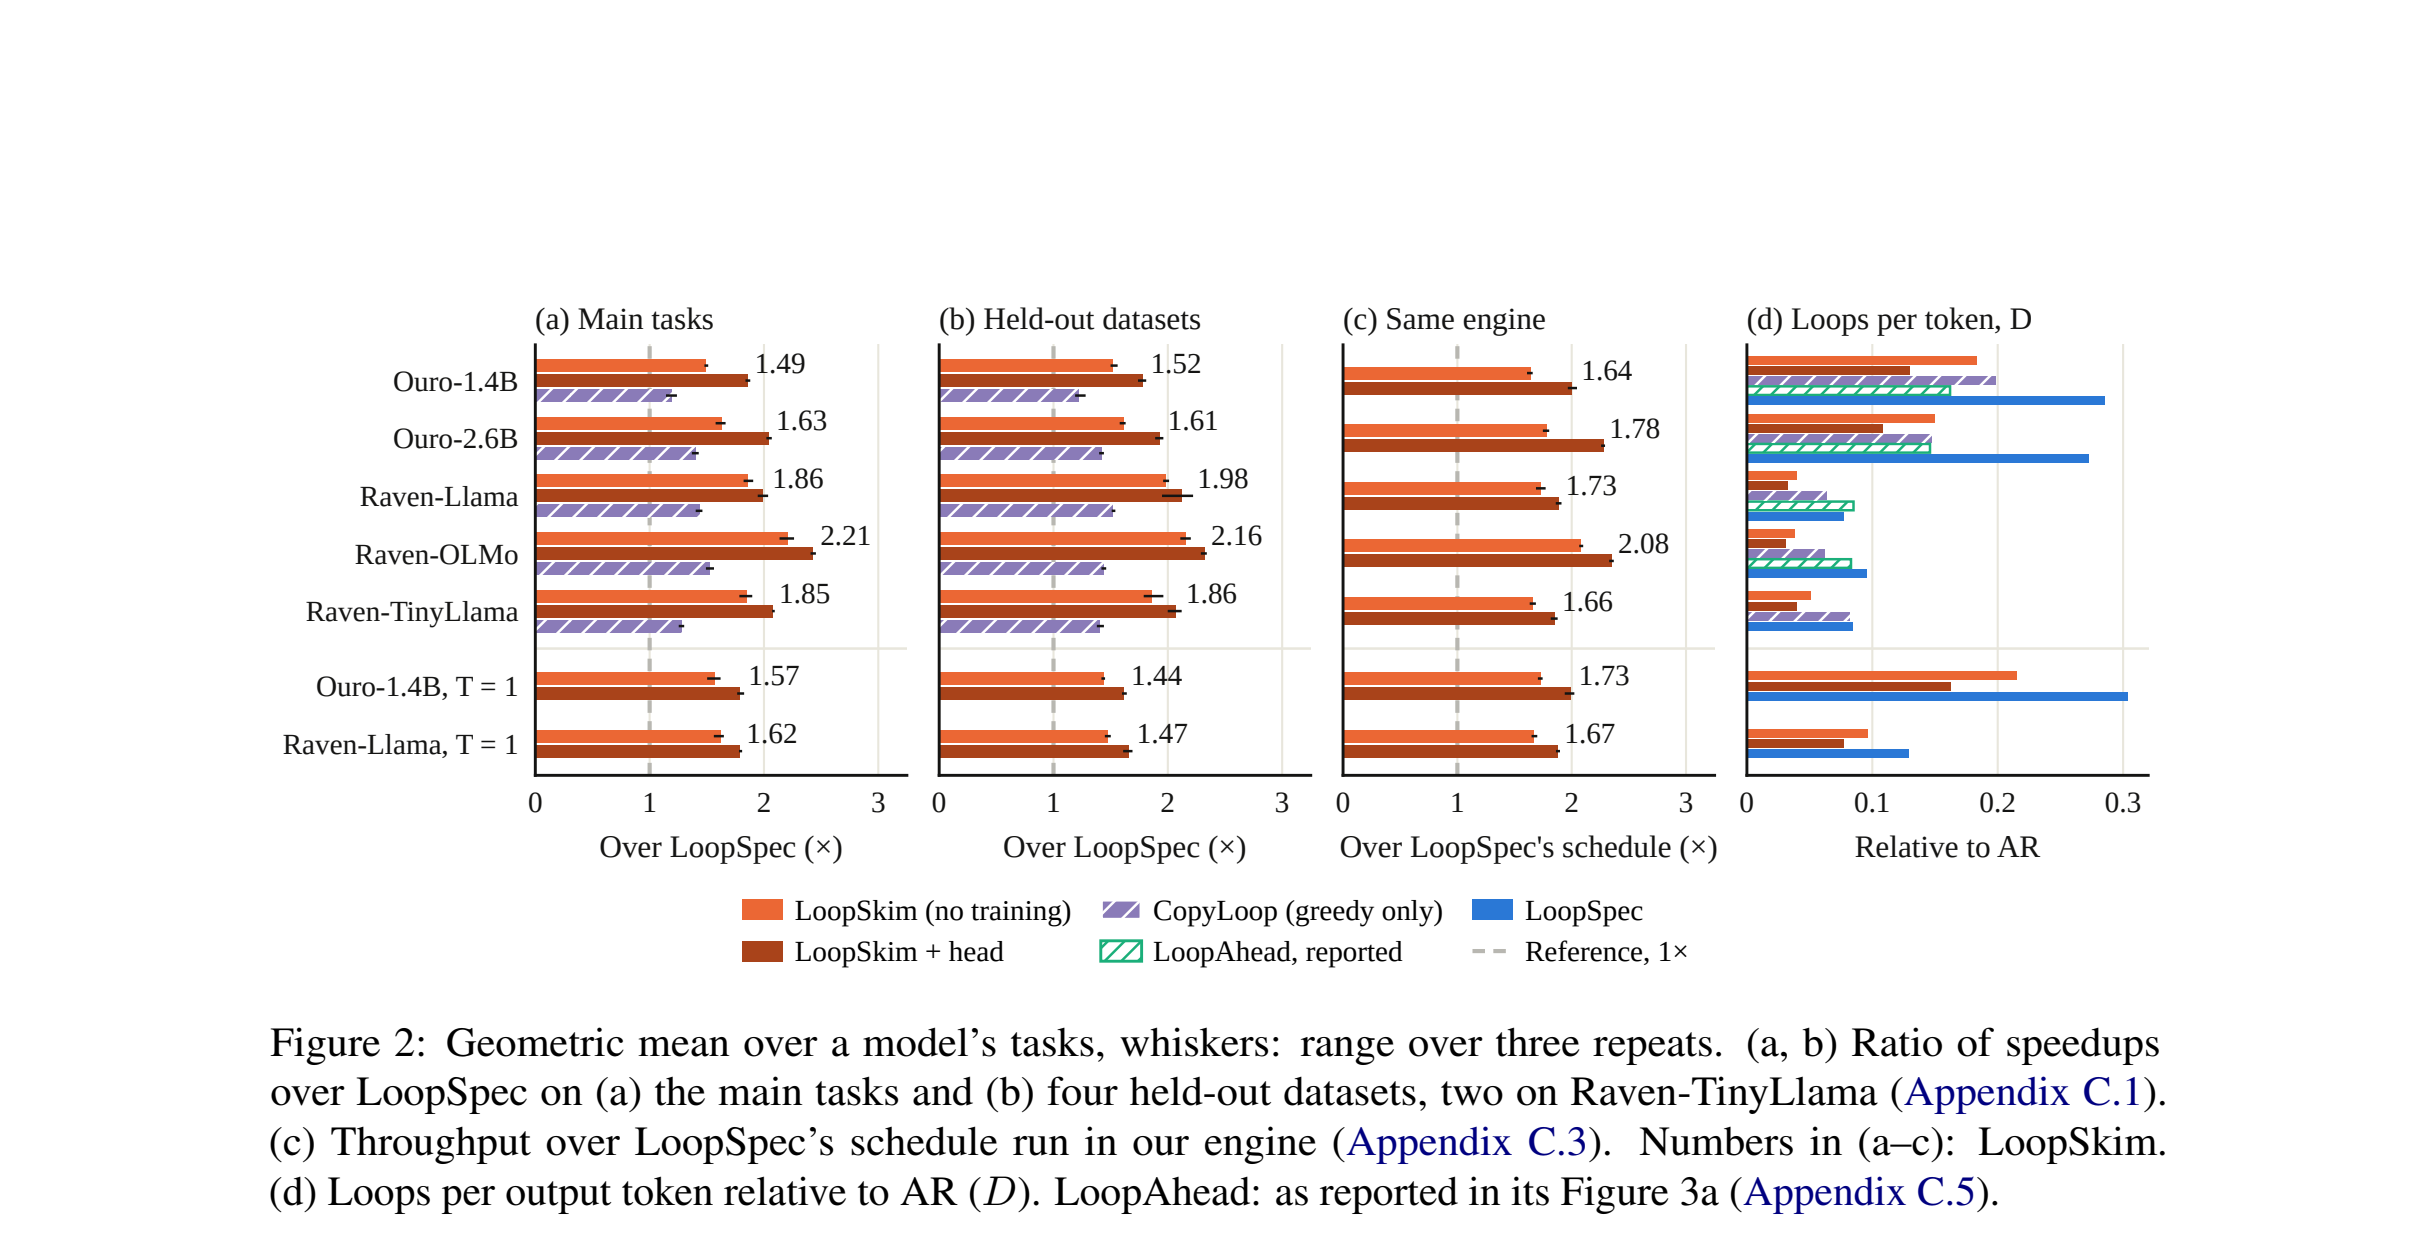 (a) Main tasks
(b) Held-out datasets
(c) Same engine
(d) Loops per token, D
Ouro-1.4B
1.49
1.52
1.64
Ouro-2.6B
1.63
1.61
1.78
Raven-Llama
1.86
1.98
1.73
Raven-OLMo
2.21
2.16
2.08
Raven-TinyLlama
1.85
1.86
1.66
Ouro-1.4B, T = 1
1.57
1.44
1.73
Raven-Llama, T = 1
1.62
1.47
1.67
0 1 2 3
0 1 2 3
0 1 2 3
0 0.1 0.2 0.3
Over LoopSpec (×)
Over LoopSpec (×)
Over LoopSpec's schedule (×)
Relative to AR
LoopSkim (no training)
CopyLoop (greedy only)
LoopSpec
LoopSkim + head
LoopAhead, reported
Reference, 1×
Figure 2: Geometric mean over a model’s tasks, whiskers: range over three repeats. (a, b) Ratio of speedups
over LoopSpec on (a) the main tasks and (b) four held-out datasets, two on Raven-TinyLlama (Appendix C.1).
(c) Throughput over LoopSpec’s schedule run in our engine (Appendix C.3). Numbers in (a–c): LoopSkim.
(d) Loops per output token relative to AR (D). LoopAhead: as reported in its Figure 3a (Appendix C.5).